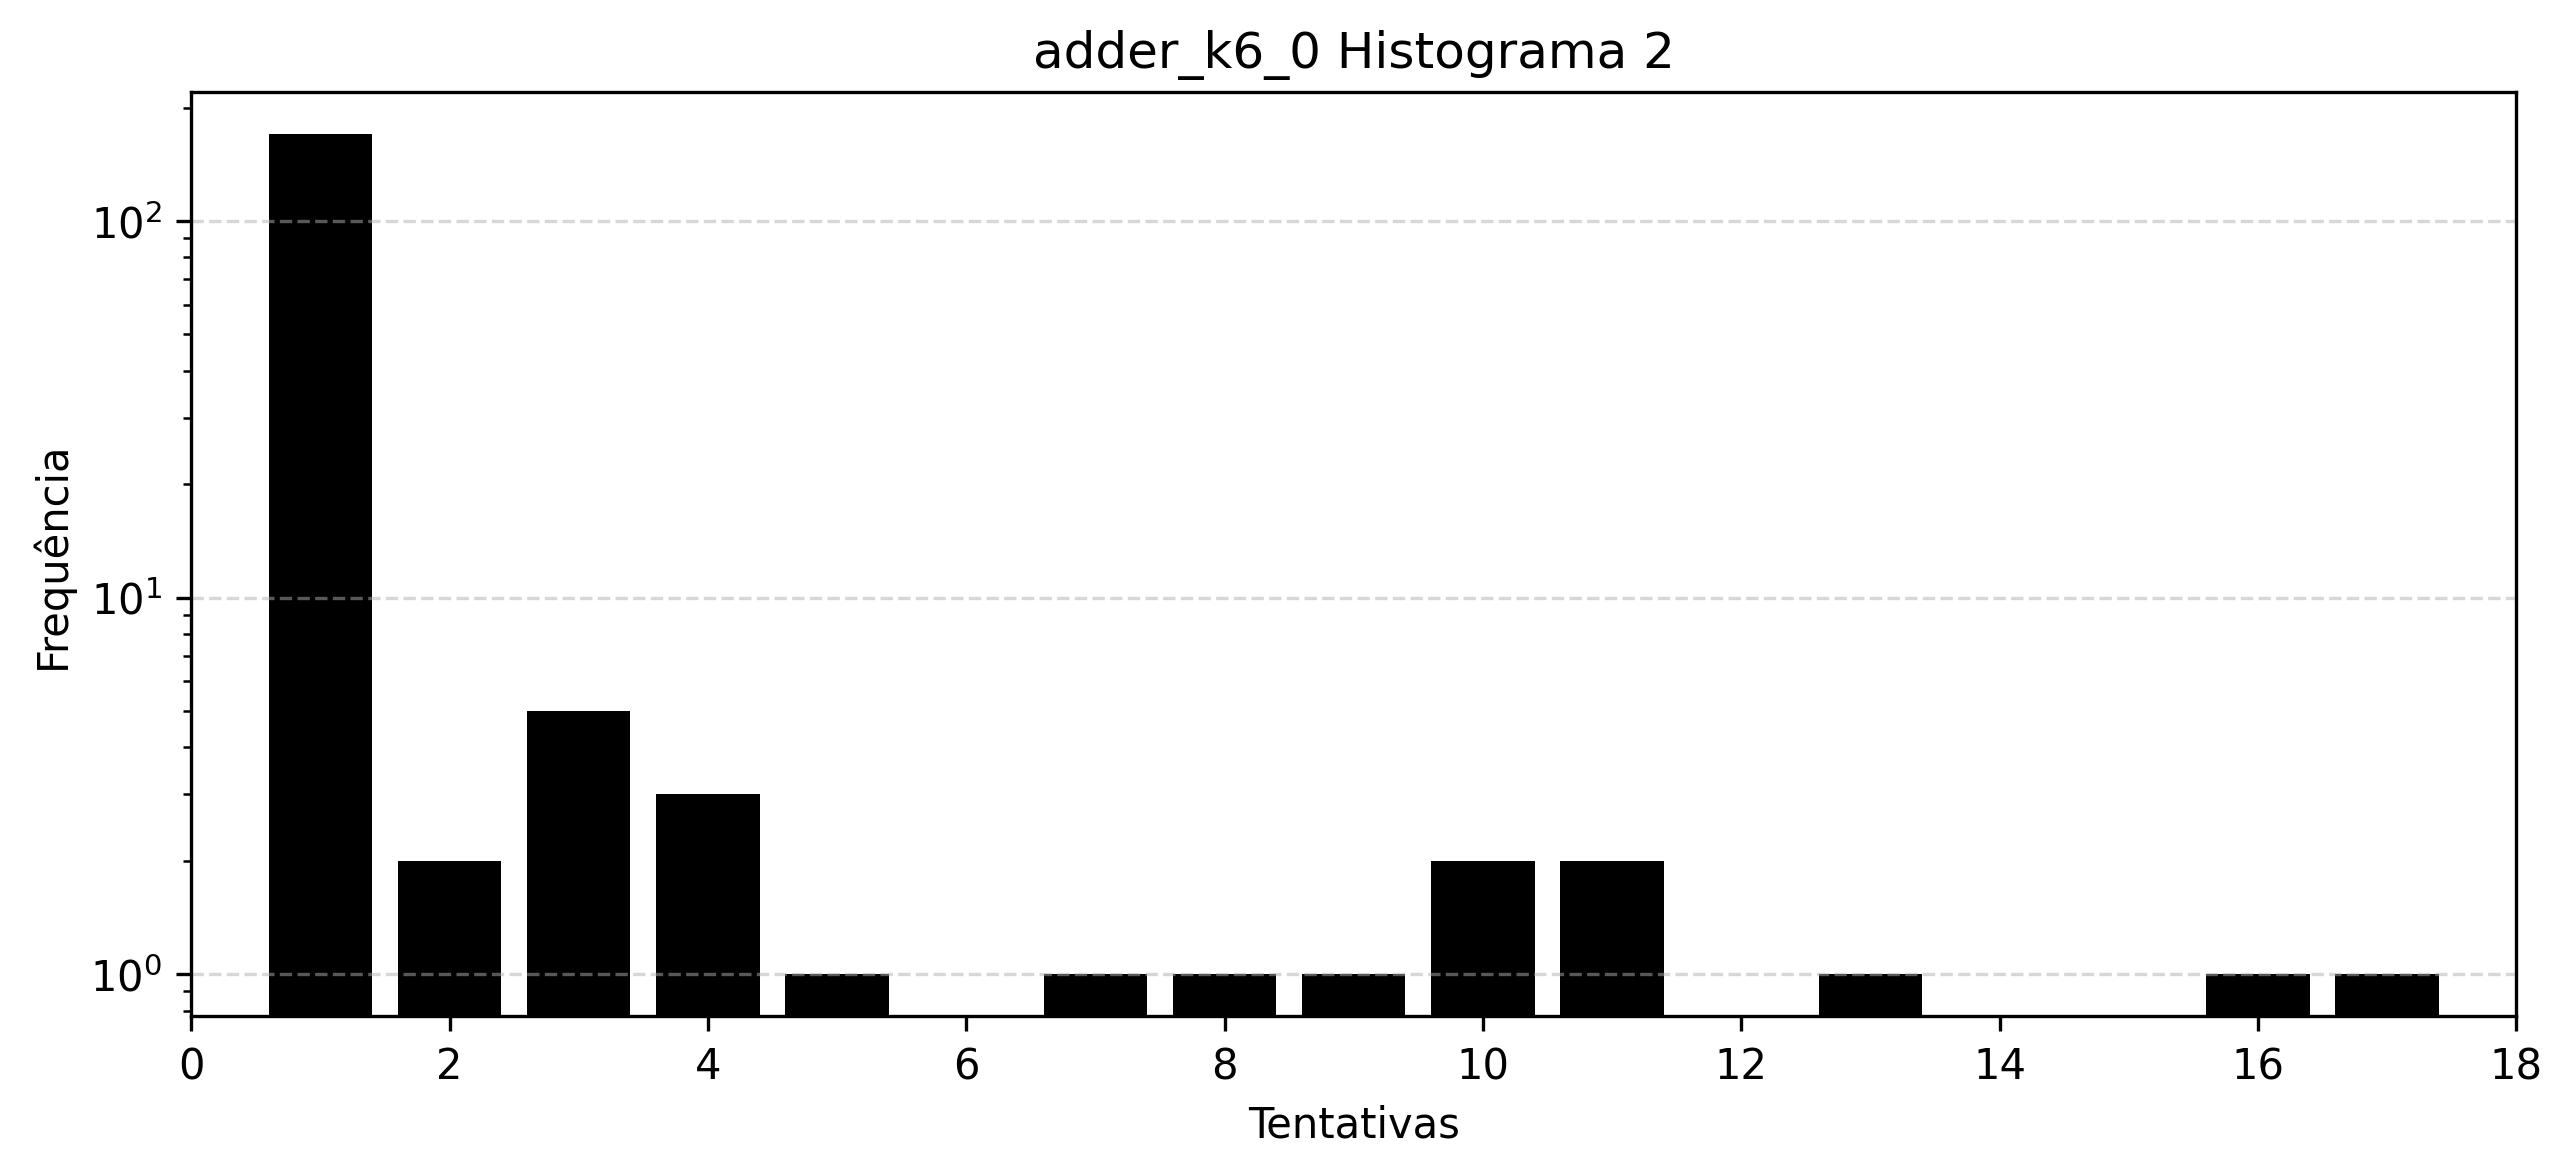 adder_k6_0 Histograma 2
Frequência
10²
10¹
10⁰
0 2 4 6 8 10 12 14 16 18
Tentativas